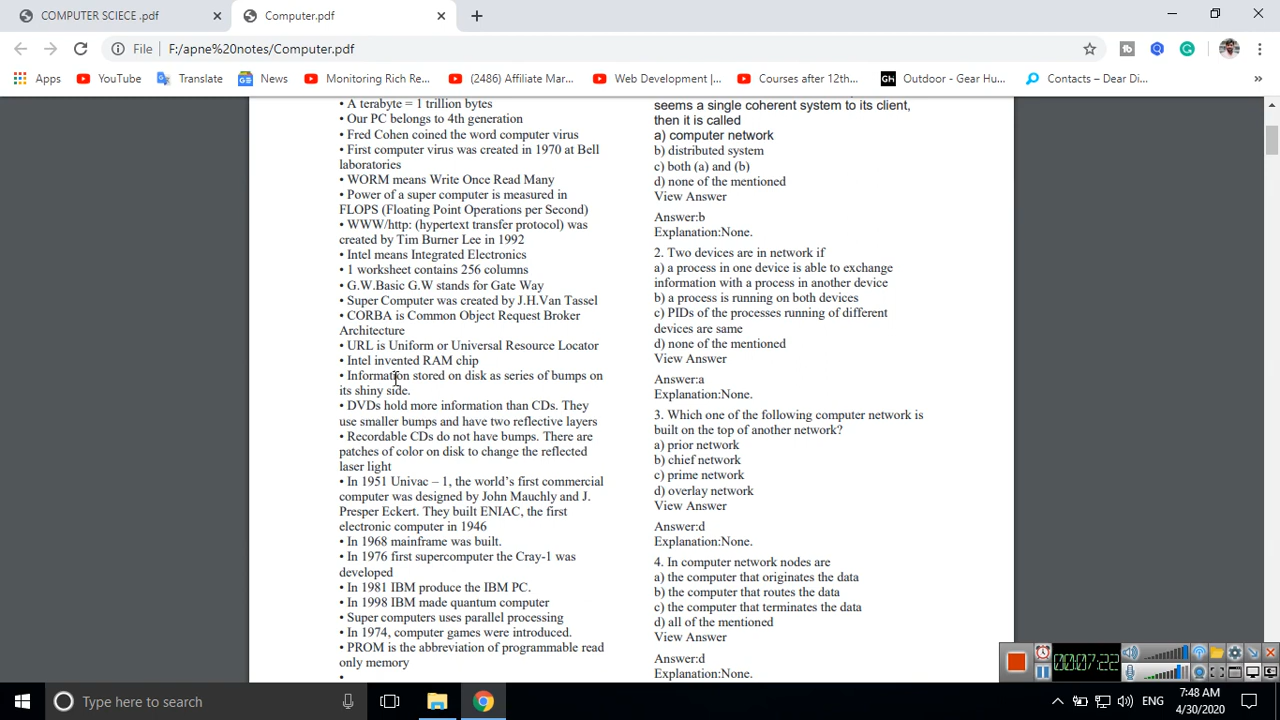 COMPUTER SCIECE .pdf
Computer.pdf
File
F:/apne%20notes/Computer.pdf
Apps
YouTube
Translate
News
Monitoring Rich Re...
(2486) Affiliate Mar...
Web Development |...
Courses after 12th...
GH
Outdoor - Gear Hu...
Contacts – Dear Di...
• A terabyte = 1 trillion bytes
• Our PC belongs to 4th generation
• Fred Cohen coined the word computer virus
• First computer virus was created in 1970 at Bell
laboratories
• WORM means Write Once Read Many
• Power of a super computer is measured in
FLOPS (Floating Point Operations per Second)
• WWW/http: (hypertext transfer protocol) was
created by Tim Burner Lee in 1992
• Intel means Integrated Electronics
• 1 worksheet contains 256 columns
• G.W.Basic G.W stands for Gate Way
• Super Computer was created by J.H.Van Tassel
• CORBA is Common Object Request Broker
Architecture
• URL is Uniform or Universal Resource Locator
• Intel invented RAM chip
• Information stored on disk as series of bumps on
its shiny side.
• DVDs hold more information than CDs. They
use smaller bumps and have two reflective layers
• Recordable CDs do not have bumps. There are
patches of color on disk to change the reflected
laser light
• In 1951 Univac – 1, the world's first commercial
computer was designed by John Mauchly and J.
Presper Eckert. They built ENIAC, the first
electronic computer in 1946
• In 1968 mainframe was built.
• In 1976 first supercomputer the Cray-1 was
developed
• In 1981 IBM produce the IBM PC.
• In 1998 IBM made quantum computer
• Super computers uses parallel processing
• In 1974, computer games were introduced.
• PROM is the abbreviation of programmable read
only memory
•
seems a single coherent system to its client,
then it is called
a) computer network
b) distributed system
c) both (a) and (b)
d) none of the mentioned
View Answer
Answer:b
Explanation:None.
2. Two devices are in network if
a) a process in one device is able to exchange
information with a process in another device
b) a process is running on both devices
c) PIDs of the processes running of different
devices are same
d) none of the mentioned
View Answer
Answer:a
Explanation:None.
3. Which one of the following computer network is
built on the top of another network?
a) prior network
b) chief network
c) prime network
d) overlay network
View Answer
Answer:d
Explanation:None.
4. In computer network nodes are
a) the computer that originates the data
b) the computer that routes the data
c) the computer that terminates the data
d) all of the mentioned
View Answer
Answer:d
Explanation:None.
00:07:22
Type here to search
ENG
7:48 AM
4/30/2020